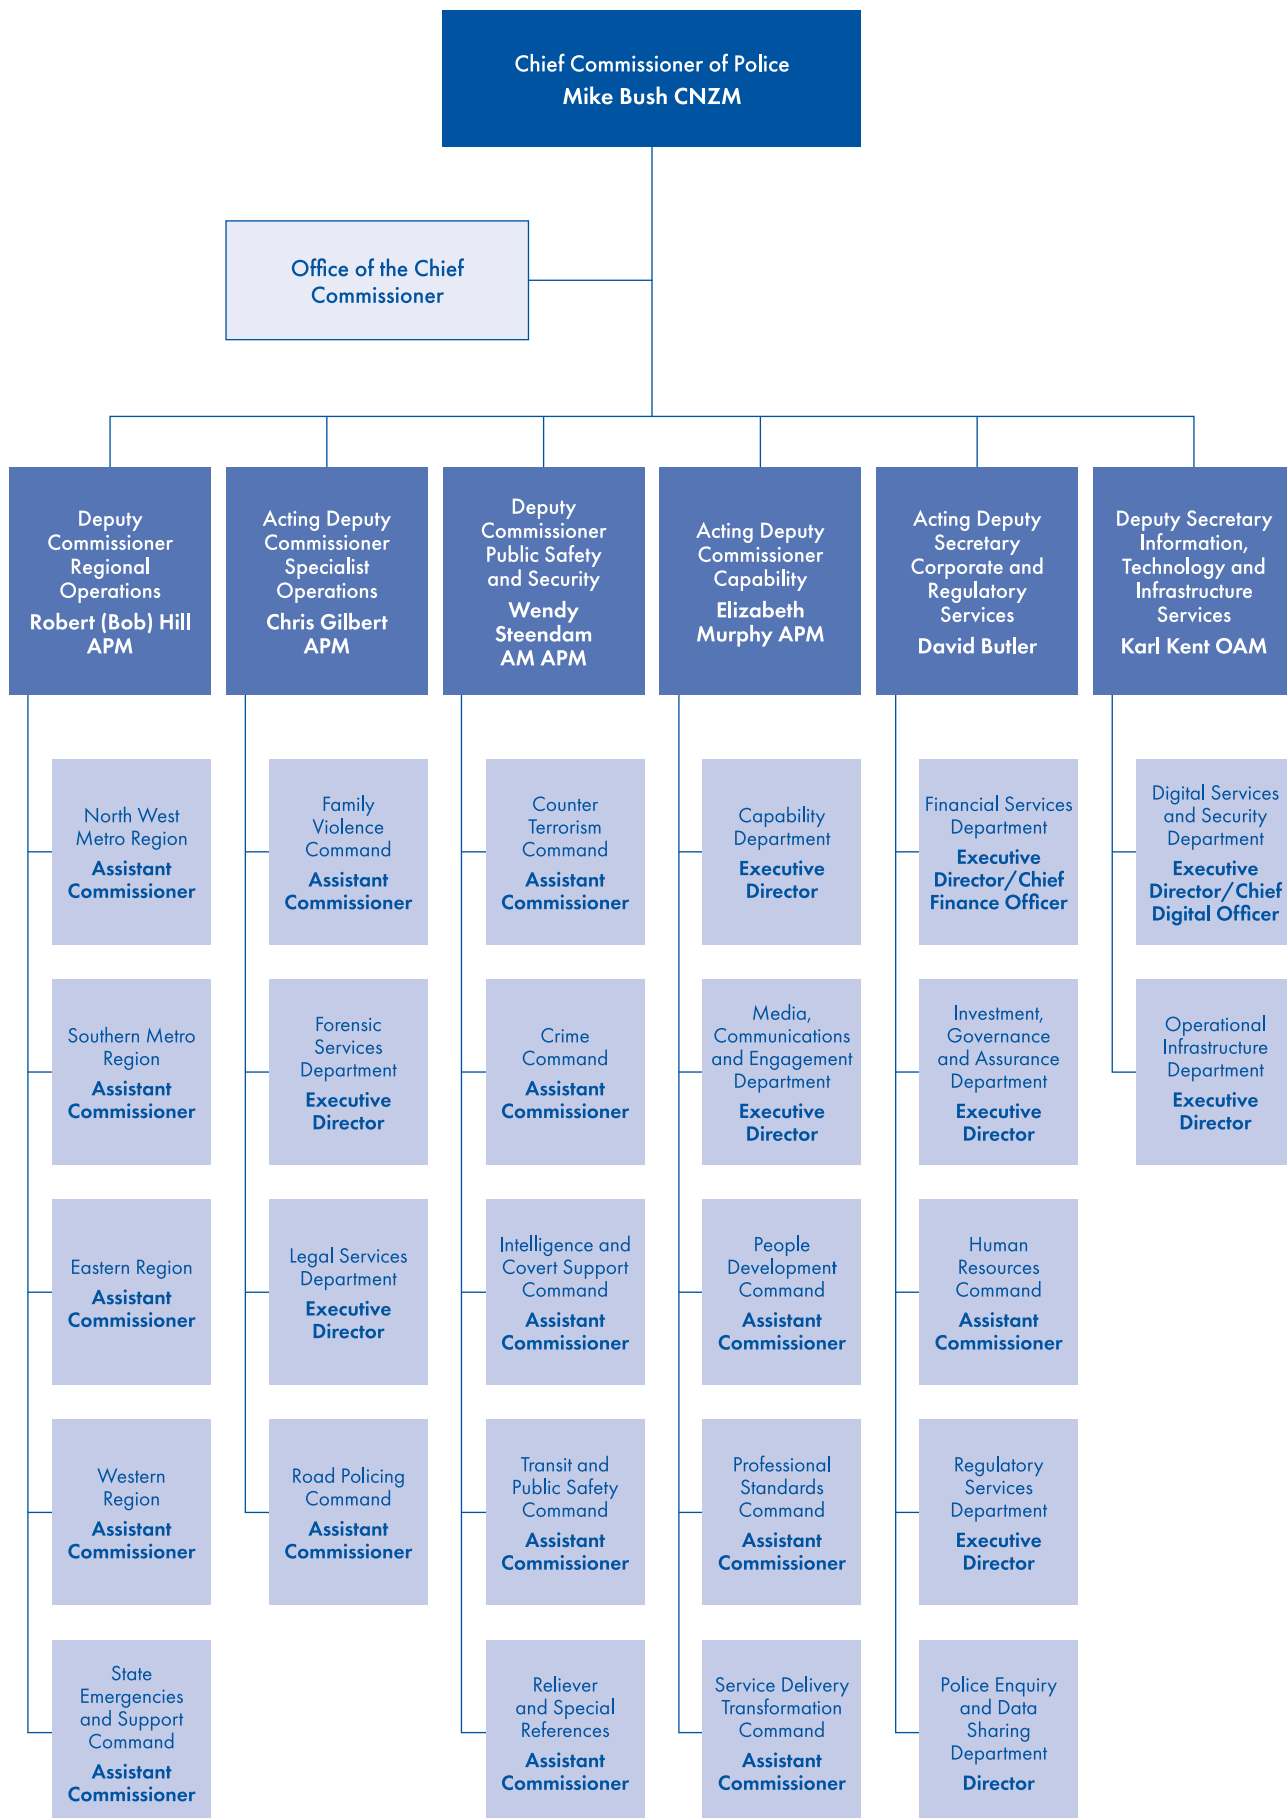 Chief Commissioner of Police
Mike Bush CNZM
Office of the Chief
Commissioner
Deputy
Commissioner
Regional
Operations
Robert (Bob) Hill
APM
Acting Deputy
Commissioner
Specialist
Operations
Chris Gilbert
APM
Deputy
Commissioner
Public Safety
and Security
Wendy
Steendam
AM APM
Acting Deputy
Commissioner
Capability
Elizabeth
Murphy APM
Acting Deputy
Secretary
Corporate and
Regulatory
Services
David Butler
Deputy Secretary
Information,
Technology and
Infrastructure
Services
Karl Kent OAM
North West
Metro Region
Assistant
Commissioner
Family
Violence
Command
Assistant
Commissioner
Counter
Terrorism
Command
Assistant
Commissioner
Capability
Department
Executive
Director
Financial Services
Department
Executive
Director/Chief
Finance Officer
Digital Services
and Security
Department
Executive
Director/Chief
Digital Officer
Southern Metro
Region
Assistant
Commissioner
Forensic
Services
Department
Executive
Director
Crime
Command
Assistant
Commissioner
Media,
Communications
and Engagement
Department
Executive
Director
Investment,
Governance
and Assurance
Department
Executive
Director
Operational
Infrastructure
Department
Executive
Director
Eastern Region
Assistant
Commissioner
Legal Services
Department
Executive
Director
Intelligence and
Covert Support
Command
Assistant
Commissioner
People
Development
Command
Assistant
Commissioner
Human
Resources
Command
Assistant
Commissioner
Western
Region
Assistant
Commissioner
Road Policing
Command
Assistant
Commissioner
Transit and
Public Safety
Command
Assistant
Commissioner
Professional
Standards
Command
Assistant
Commissioner
Regulatory
Services
Department
Executive
Director
State
Emergencies
and Support
Command
Assistant
Commissioner
Reliever
and Special
References
Assistant
Commissioner
Service Delivery
Transformation
Command
Assistant
Commissioner
Police Enquiry
and Data
Sharing
Department
Director